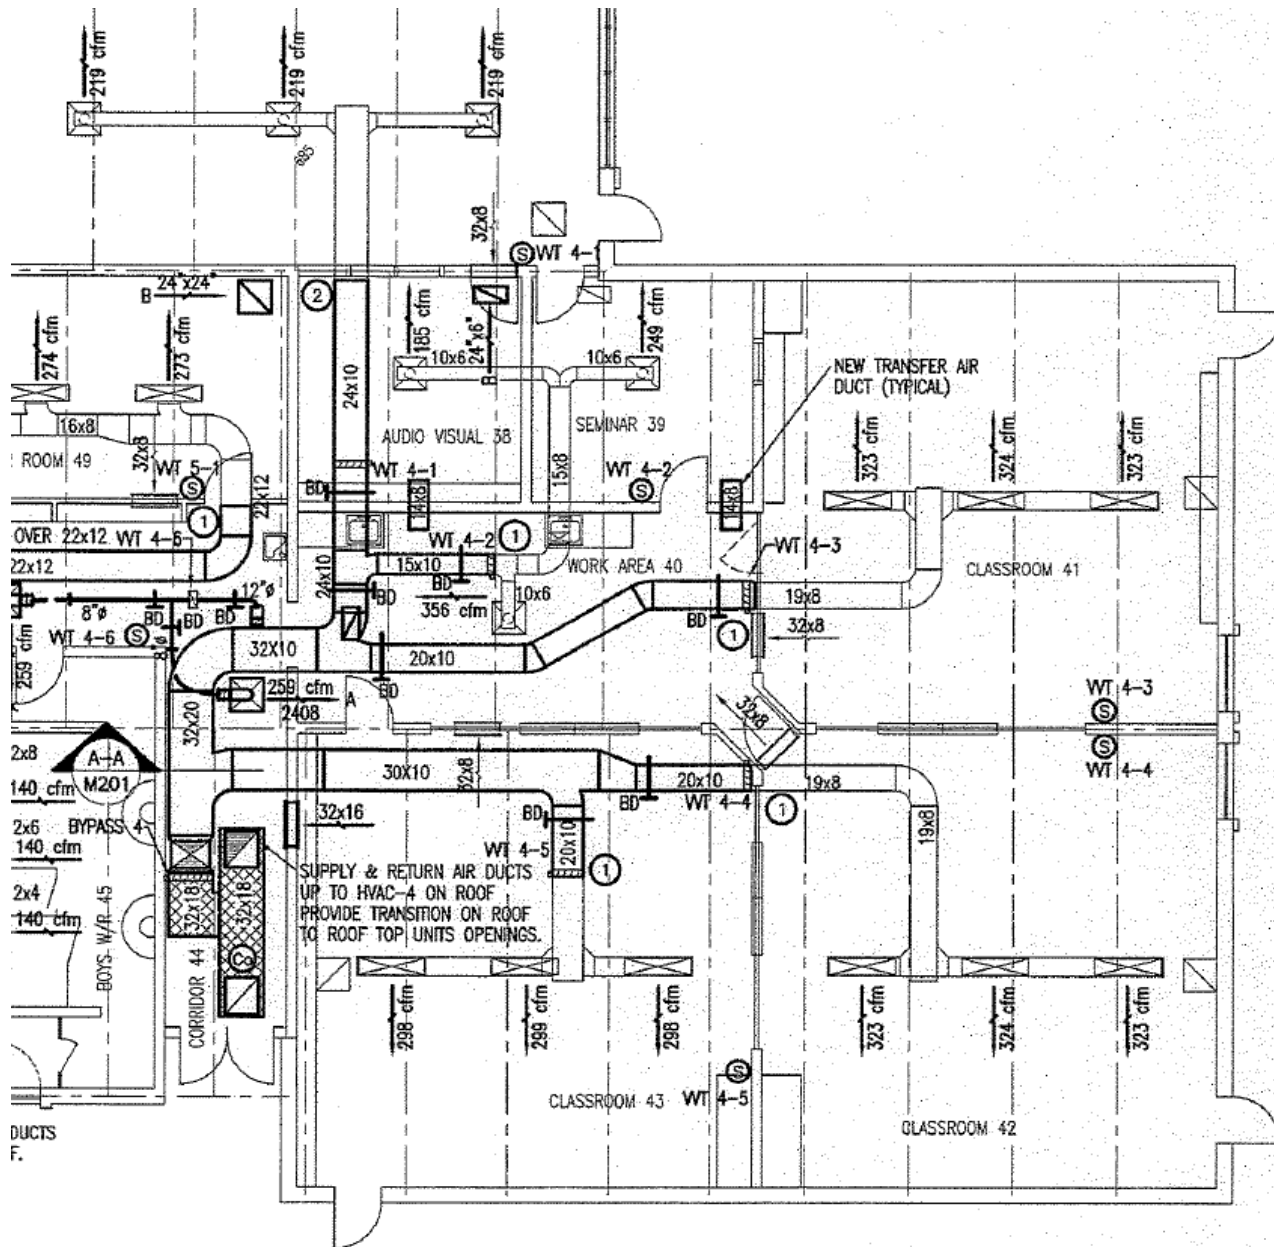 219 cfm
219 cfm
219 cfm
685
32x8
WT 4-1
24"x24"
B
2
274 cfm
273 cfm
24x10
185 cfm
24"x6"
B
249 cfm
10x6
10x6
NEW TRANSFER AIR
DUCT (TYPICAL)
16x8
32x8
AUDIO VISUAL 38
SEMINAR 39
323 cfm
324 cfm
323 cfm
ROOM 49
WT 5-1
S
22x12
WT 4-1
BD
14x8
15x8
WT 4-2
S
14x8
1
OVER 22x12
WT 4-6
WT 4-2
1
WT 4-3
22x12
24x10
15x10
BD
WORK AREA 40
CLASSROOM 41
12"ø
8"ø
BD
BD
BD
BD
356 cfm
10x6
19x8
BD
1
32x8
WT 4-6
S
8"ø
259 cfm
32X10
20x10
BD
259 cfm
2408
A
32x20
32x8
WT 4-3
S
S
WT 4-4
A-A
M201
2x8
140 cfm
30X10
32x8
20x10
BD
WT 4-4
19x8
1
2x6
140 cfm
BYPASS 4
32x16
BD
20x10
WT 4-5
1
19x8
SUPPLY & RETURN AIR DUCTS
UP TO HVAC-4 ON ROOF
PROVIDE TRANSITION ON ROOF
TO ROOF TOP UNITS OPENINGS.
2x4
140 cfm
BOYS W/R 45
32x18
32x18
CORRIDOR 44
298 cfm
299 cfm
298 cfm
323 cfm
324 cfm
323 cfm
S
CLASSROOM 43
WT 4-5
CLASSROOM 42
DUCTS
F.